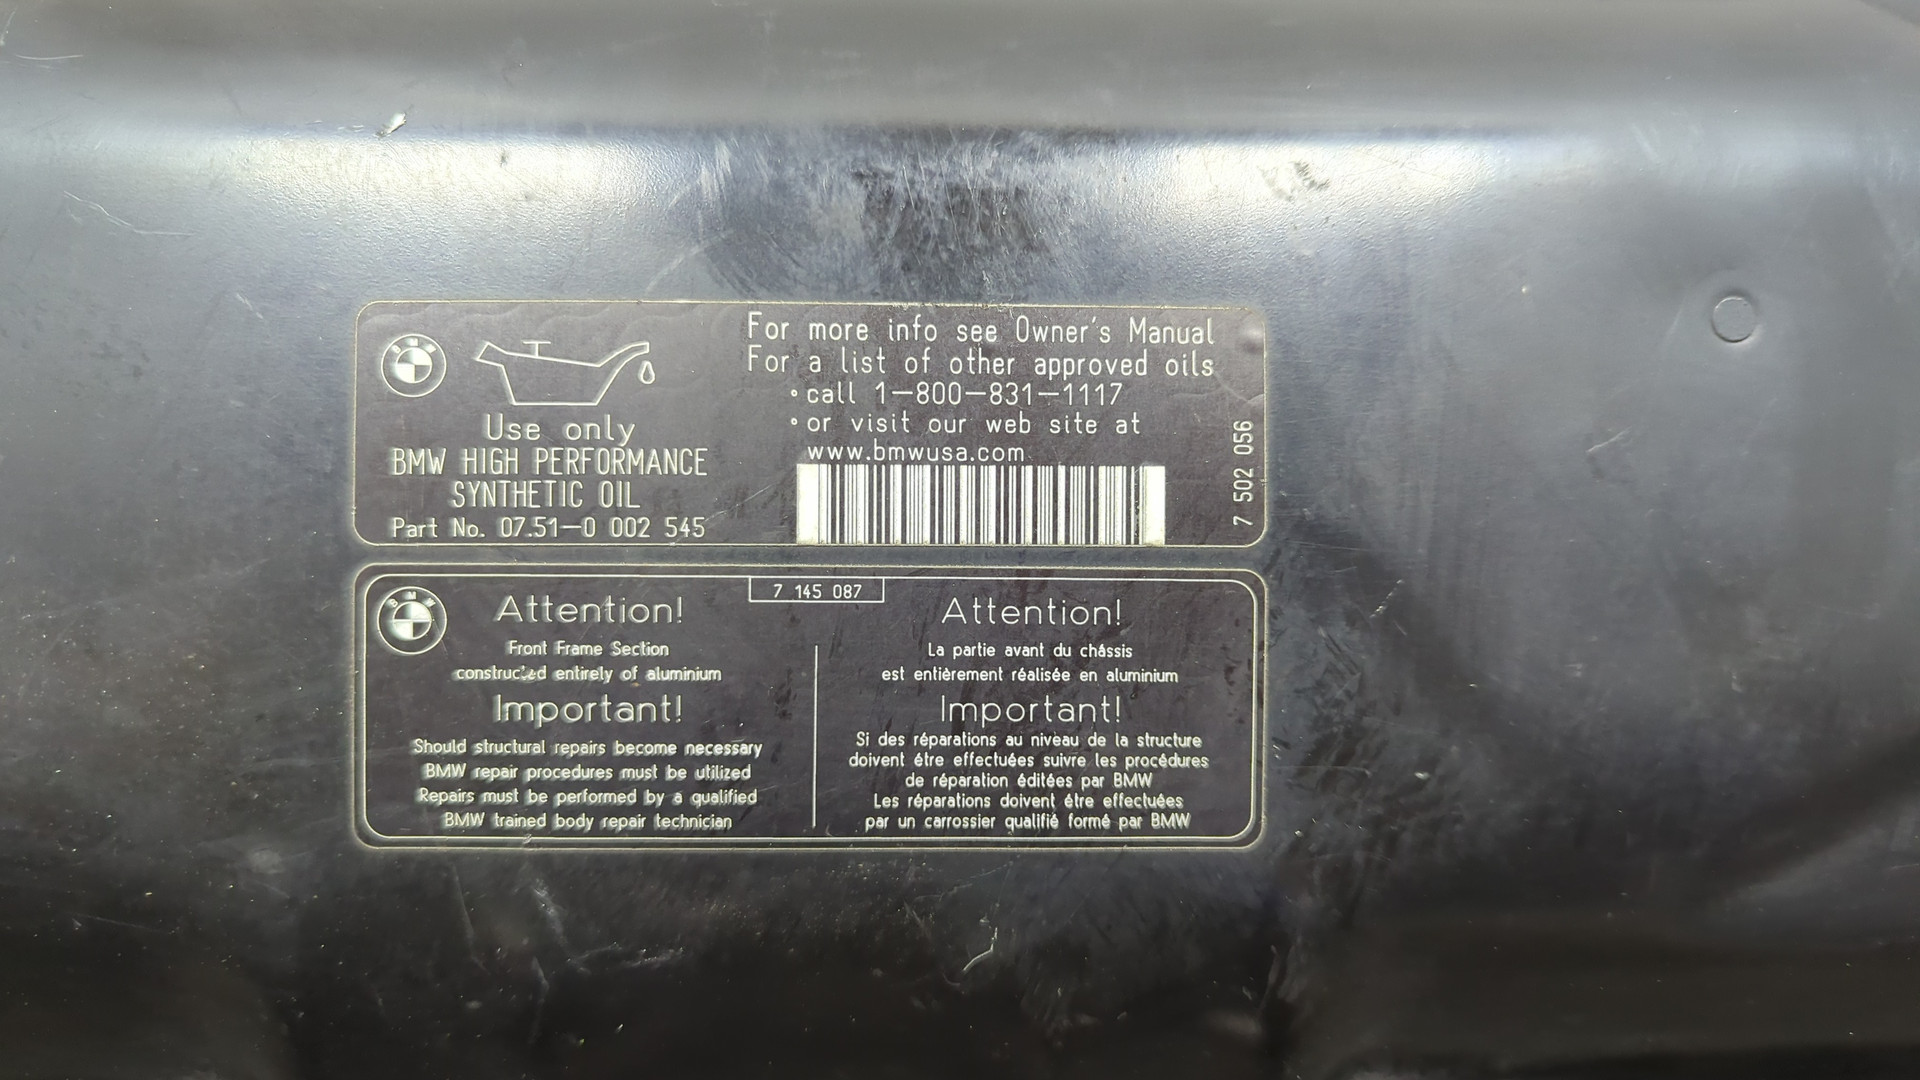 BMW
Use only
BMW HIGH PERFORMANCE
SYNTHETIC OIL
Part No. 07.51-0 002 545
For more info see Owner's Manual
For a list of other approved oils
• call 1-800-831-1117
• or visit our web site at
www.bmwusa.com
7 502 056
7 145 087
BMW
Attention!
Front Frame Section
constructed entirely of aluminium
Important!
Should structural repairs become necessary
BMW repair procedures must be utilized
Repairs must be performed by a qualified
BMW trained body repair technician
Attention!
La partie avant du châssis
est entièrement réalisée en aluminium
Important!
Si des réparations au niveau de la structure
doivent étre effectuées suivre les procédures
de réparation éditées par BMW
Les réparations doivent étre effectuées
par un carrossier qualifié formé par BMW